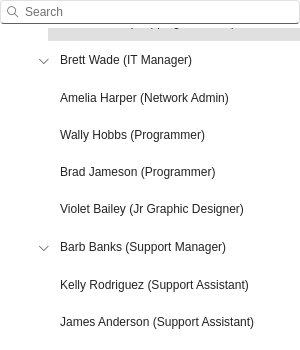 Search
Brett Wade (IT Manager)
Amelia Harper (Network Admin)
Wally Hobbs (Programmer)
Brad Jameson (Programmer)
Violet Bailey (Jr Graphic Designer)
Barb Banks (Support Manager)
Kelly Rodriguez (Support Assistant)
James Anderson (Support Assistant)